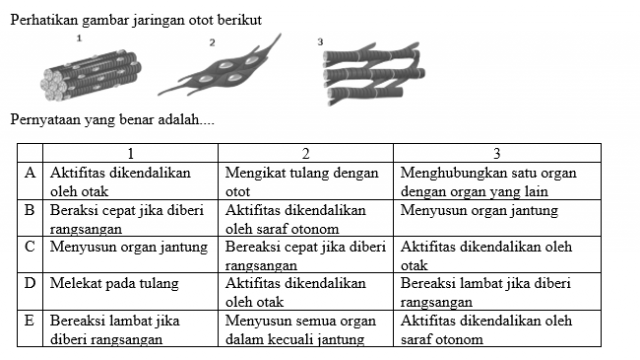 Perhatikan gambar jaringan otot berikut
1 2 3
Pernyataan yang benar adalah....
1 2 3
A Aktifitas dikendalikan oleh otak Mengikat tulang dengan otot Menghubungkan satu organ dengan organ yang lain
B Beraksi cepat jika diberi rangsangan Aktifitas dikendalikan oleh saraf otonom Menyusun organ jantung
C Menyusun organ jantung Bereaksi cepat jika diberi rangsangan Aktifitas dikendalikan oleh otak
D Melekat pada tulang Aktifitas dikendalikan oleh otak Bereaksi lambat jika diberi rangsangan
E Bereaksi lambat jika diberi rangsangan Menyusun semua organ dalam kecuali jantung Aktifitas dikendalikan oleh saraf otonom